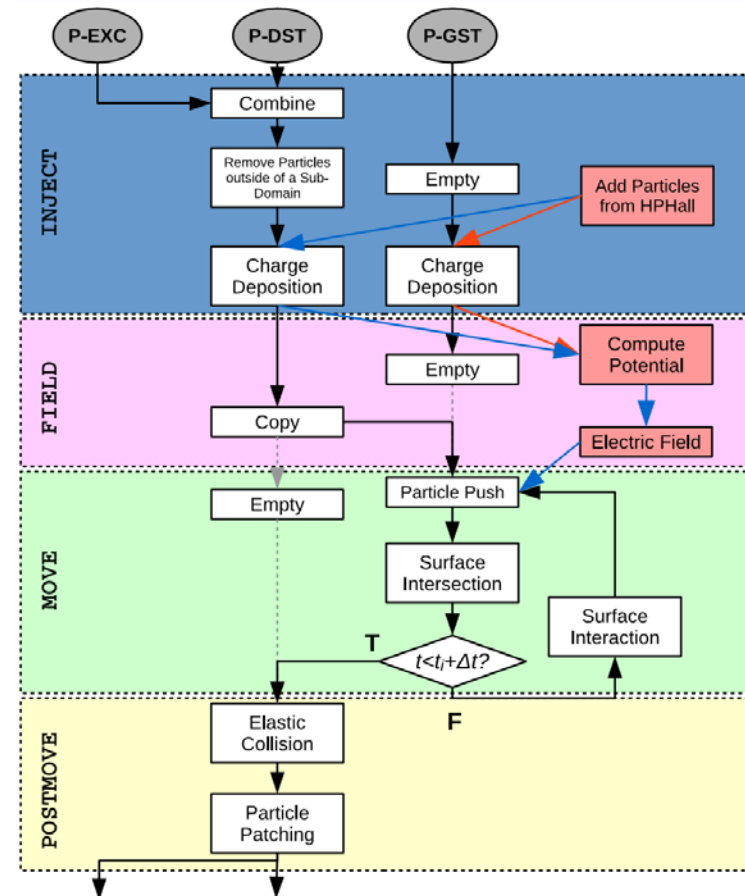 P-EXC
P-DST
P-GST
INJECT
Combine
Remove Particles
outside of a Sub-
Domain
Empty
Add Particles
from HPHall
Charge
Deposition
Charge
Deposition
FIELD
Compute
Potential
Empty
Copy
Electric Field
MOVE
Particle Push
Empty
Surface
Intersection
Surface
Interaction
T
t<tᵢ+Δt?
F
POSTMOVE
Elastic
Collision
Particle
Patching